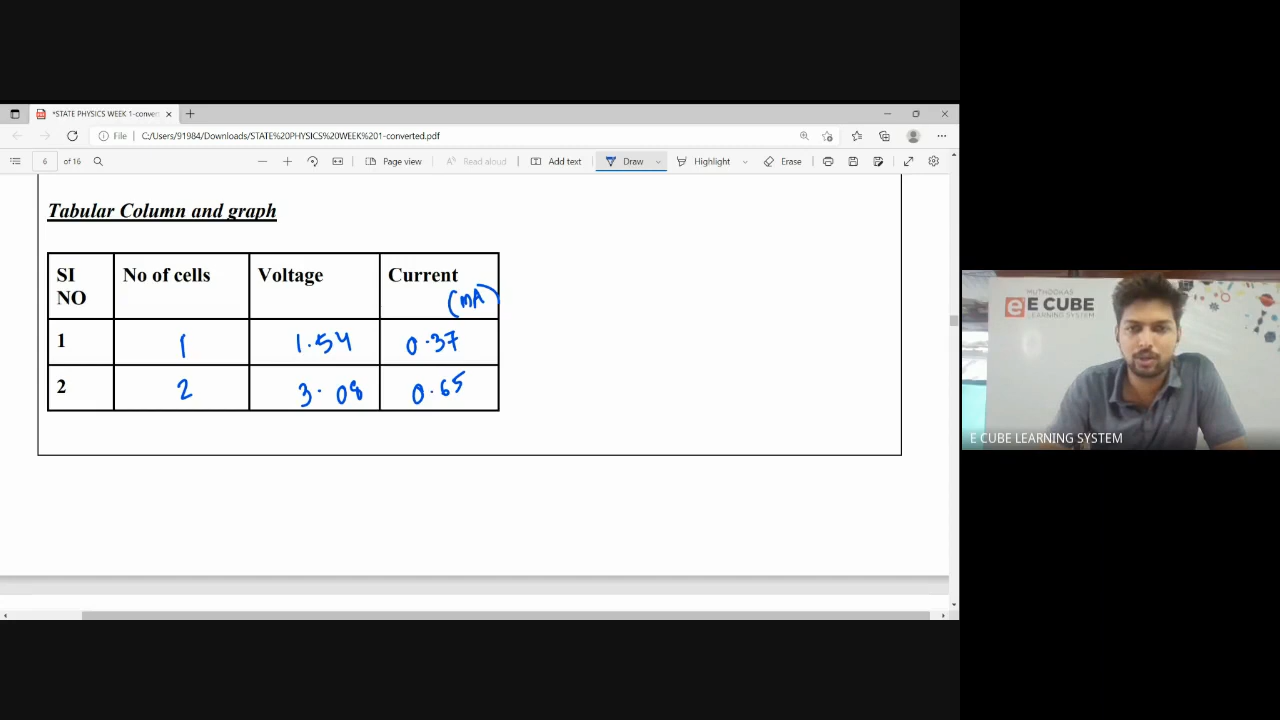 *STATE PHYSICS WEEK 1-conver
File C:/Users/91984/Downloads/STATE%20PHYSICS%20WEEK%201-converted.pdf
6 of 16 Page view Read aloud Add text Draw Highlight Erase
Tabular Column and graph
SI NO No of cells Voltage Current (mA)
1 1 1.54 0.37
2 2 3.08 0.65
MUTHOOKAS
e E CUBE
LEARNING SYSTEM
E CUBE LEARNING SYSTEM